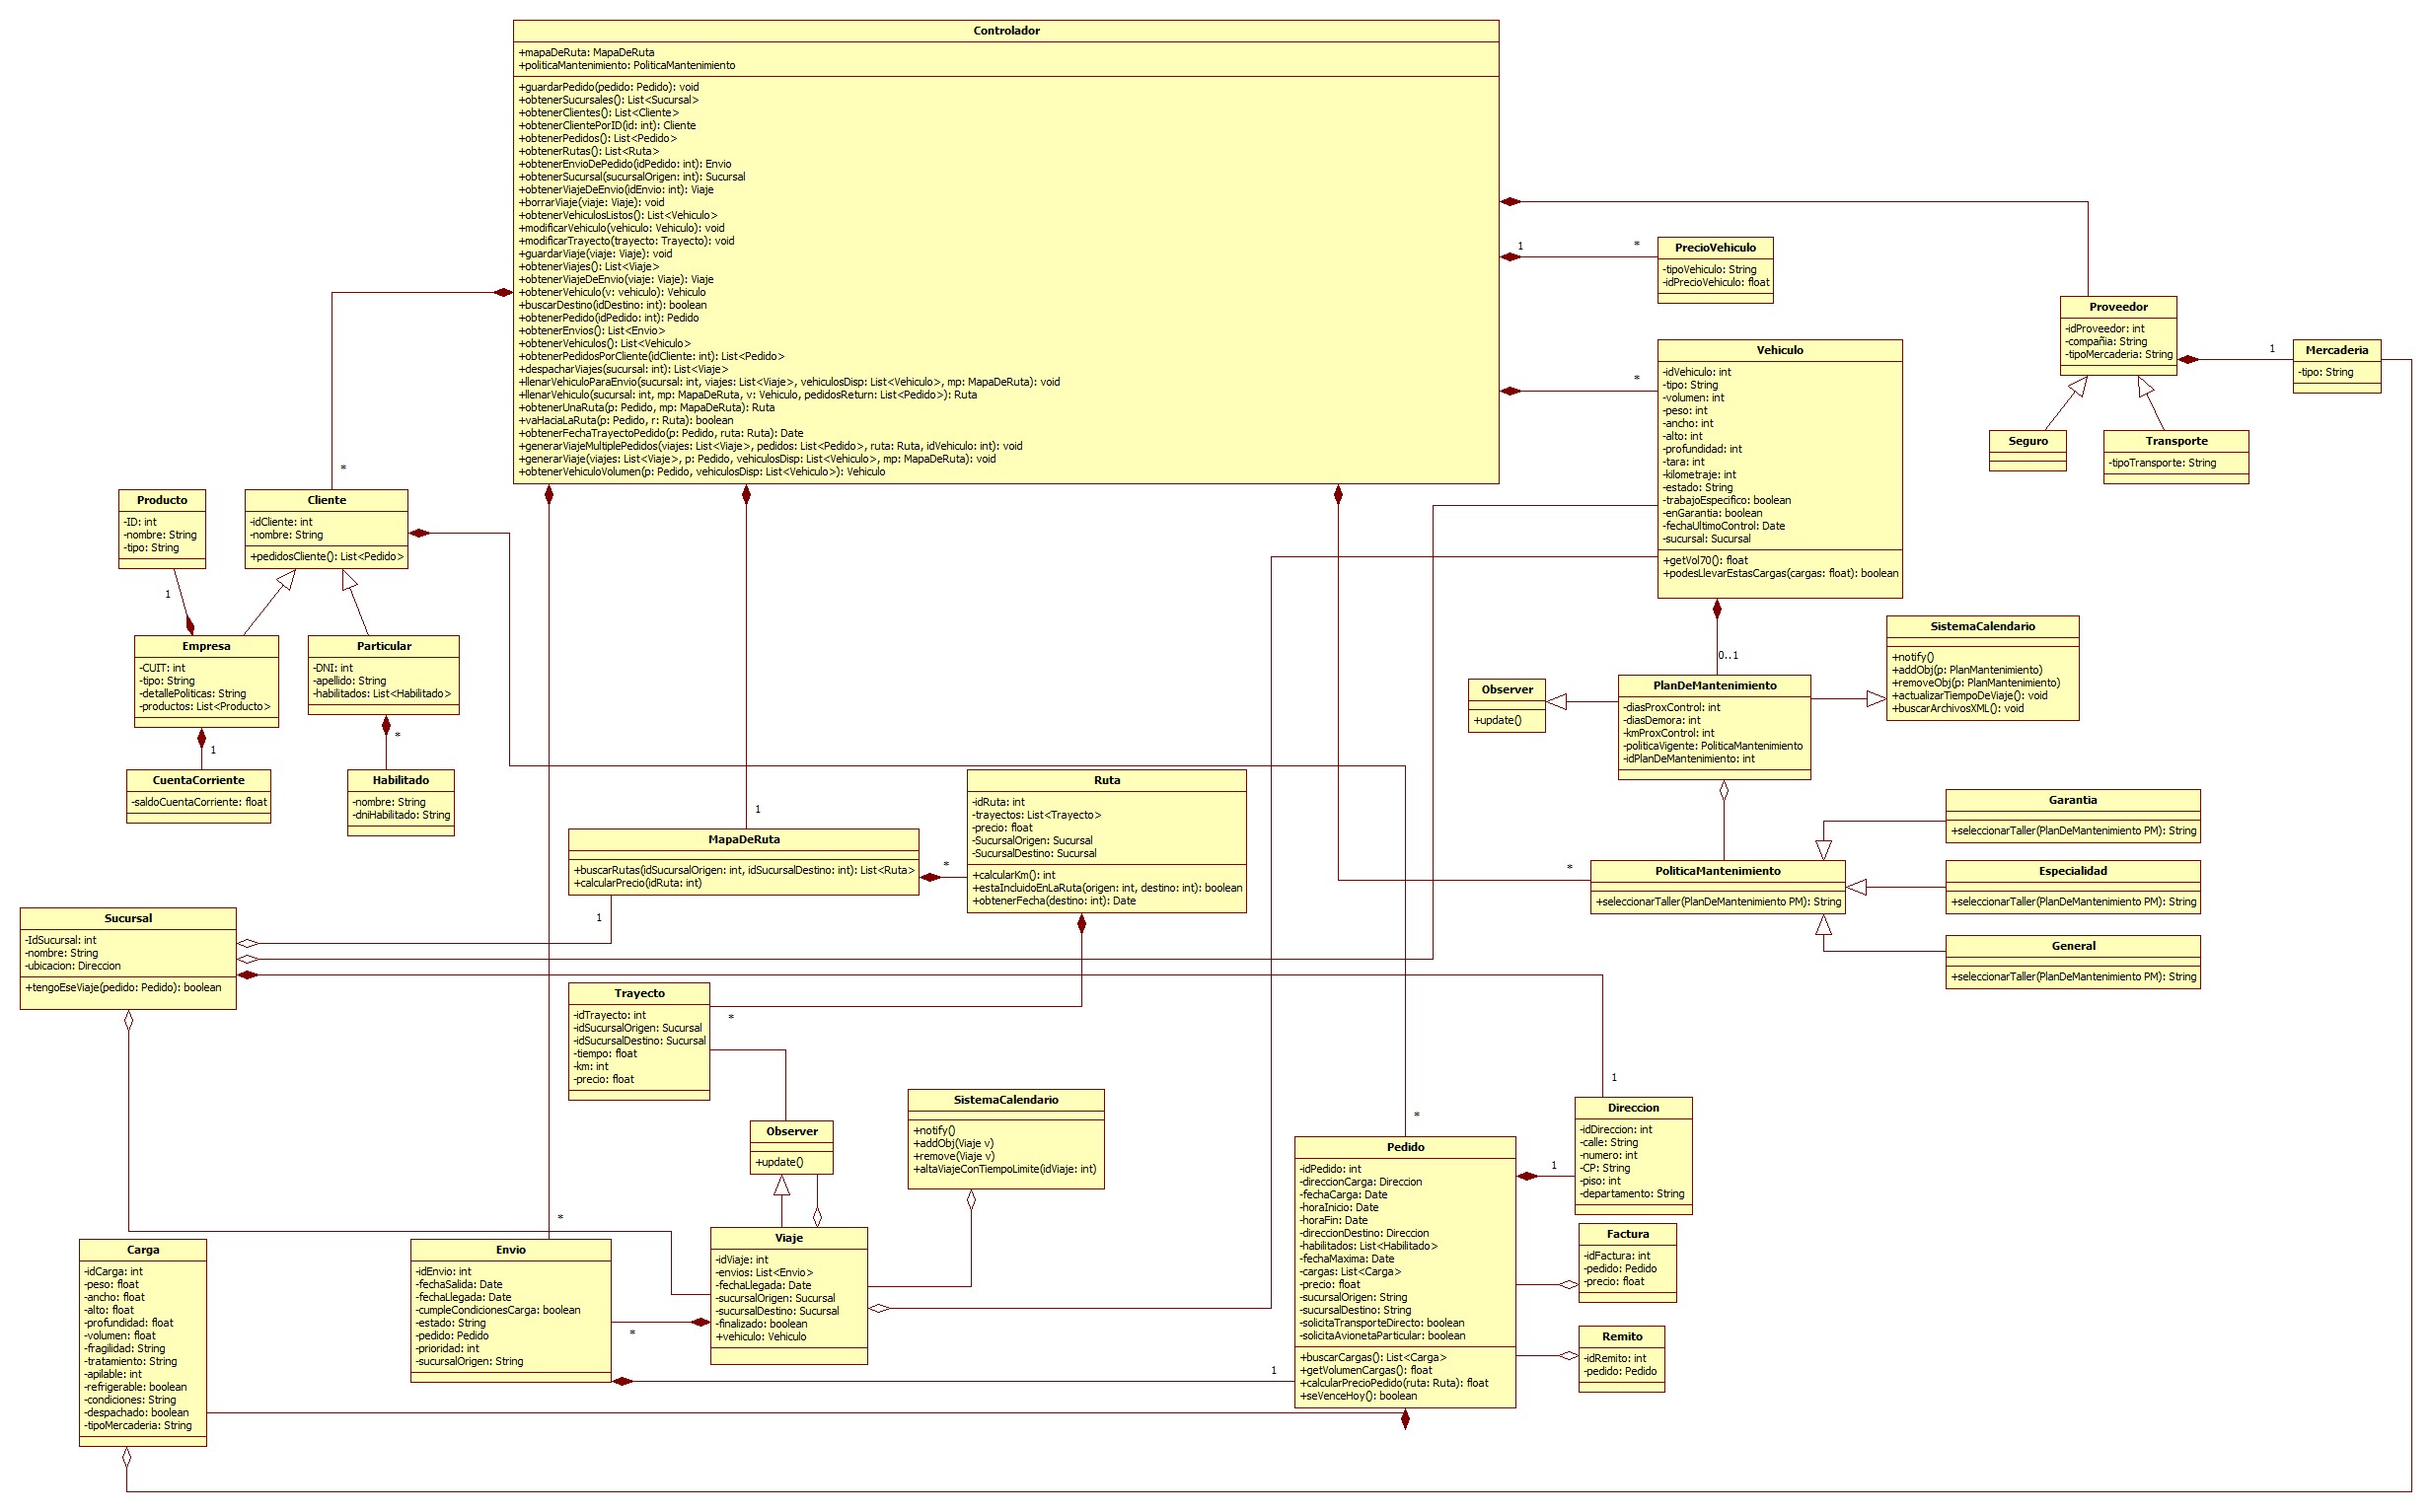 Controlador
+mapaDeRuta: MapaDeRuta
+politicaMantenimiento: PoliticaMantenimiento
+guardarPedido(pedido: Pedido): void
+obtenerSucursales(): List<Sucursal>
+obtenerClientes(): List<Cliente>
+obtenerClientePorID(id: int): Cliente
+obtenerPedidos(): List<Pedido>
+obtenerRutas(): List<Ruta>
+obtenerEnvioDePedido(idPedido: int): Envio
+obtenerSucursal(sucursalOrigen: int): Sucursal
+obtenerViajeDeEnvio(idEnvio: int): Viaje
+borrarViaje(viaje: Viaje): void
+obtenerVehiculosListos(): List<Vehiculo>
+modificarVehiculo(vehiculo: Vehiculo): void
+modificarTrayecto(trayecto: Trayecto): void
+guardarViaje(viaje: Viaje): void
+obtenerViajes(): List<Viaje>
+obtenerViajeDeEnvio(viaje: Viaje): Viaje
+obtenerVehiculo(v: vehiculo): Vehiculo
+buscarDestino(idDestino: int): boolean
+obtenerPedido(idPedido: int): Pedido
+obtenerEnvios(): List<Envio>
+obtenerVehiculos(): List<Vehiculo>
+obtenerPedidosPorCliente(idCliente: int): List<Pedido>
+despacharViajes(sucursal: int): List<Viaje>
+llenarVehiculoParaEnvio(sucursal: int, viajes: List<Viaje>, vehiculosDisp: List<Vehiculo>, mp: MapaDeRuta): void
+llenarVehiculo(sucursal: int, mp: MapaDeRuta, v: Vehiculo, pedidosReturn: List<Pedido>): Ruta
+obtenerUnaRuta(p: Pedido, mp: MapaDeRuta): Ruta
+vaHaciaLaRuta(p: Pedido, r: Ruta): boolean
+obtenerFechaTrayectoPedido(p: Pedido, ruta: Ruta): Date
+generarViajeMultiplePedidos(viajes: List<Viaje>, pedidos: List<Pedido>, ruta: Ruta, idVehiculo: int): void
+generarViaje(viajes: List<Viaje>, p: Pedido, vehiculosDisp: List<Vehiculo>, mp: MapaDeRuta): void
+obtenerVehiculoVolumen(p: Pedido, vehiculosDisp: List<Vehiculo>): Vehiculo
1
*
PrecioVehiculo
-tipoVehiculo: String
-idPrecioVehiculo: float
Proveedor
-idProveedor: int
-compañia: String
-tipoMercaderia: String
1
Mercaderia
-tipo: String
Seguro
Transporte
-tipoTransporte: String
*
Vehiculo
-idVehiculo: int
-tipo: String
-volumen: int
-peso: int
-ancho: int
-alto: int
-profundidad: int
-tara: int
-kilometraje: int
-estado: String
-trabajoEspecifico: boolean
-enGarantia: boolean
-fechaUltimoControl: Date
-sucursal: Sucursal
+getVol70(): float
+podesLlevarEstasCargas(cargas: float): boolean
*
Producto
-ID: int
-nombre: String
-tipo: String
Cliente
-idCliente: int
-nombre: String
+pedidosCliente(): List<Pedido>
1
Empresa
-CUIT: int
-tipo: String
-detallePoliticas: String
-productos: List<Producto>
Particular
-DNI: int
-apellido: String
-habilitados: List<Habilitado>
1
*
CuentaCorriente
-saldoCuentaCorriente: float
Habilitado
-nombre: String
-dniHabilitado: String
0..1
SistemaCalendario
+notify()
+addObj(p: PlanMantenimiento)
+removeObj(p: PlanMantenimiento)
+actualizarTiempoDeViaje(): void
+buscarArchivosXML(): void
Observer
+update()
PlanDeMantenimiento
-diasProxControl: int
-diasDemora: int
-kmProxControl: int
-politicaVigente: PoliticaMantenimiento
-idPlanDeMantenimiento: int
Garantia
+seleccionarTaller(PlanDeMantenimiento PM): String
*
PoliticaMantenimiento
+seleccionarTaller(PlanDeMantenimiento PM): String
Especialidad
+seleccionarTaller(PlanDeMantenimiento PM): String
General
+seleccionarTaller(PlanDeMantenimiento PM): String
1
MapaDeRuta
+buscarRutas(idSucursalOrigen: int, idSucursalDestino: int): List<Ruta>
+calcularPrecio(idRuta: int)
*
1
Ruta
-idRuta: int
-trayectos: List<Trayecto>
-precio: float
-SucursalOrigen: Sucursal
-SucursalDestino: Sucursal
+calcularKm(): int
+estaIncluidoEnLaRuta(origen: int, destino: int): boolean
+obtenerFecha(destino: int): Date
Sucursal
-IdSucursal: int
-nombre: String
-ubicacion: Direccion
+tengoEseViaje(pedido: Pedido): boolean
Trayecto
-idTrayecto: int
-idSucursalOrigen: Sucursal
-idSucursalDestino: Sucursal
-tiempo: float
-km: int
-precio: float
*
Observer
+update()
SistemaCalendario
+notify()
+addObj(Viaje v)
+remove(Viaje v)
+altaViajeConTiempoLimite(idViaje: int)
1
Direccion
-idDireccion: int
-calle: String
-numero: int
-CP: String
-piso: int
-departamento: String
*
Pedido
-idPedido: int
-direccionCarga: Direccion
-fechaCarga: Date
-horaInicio: Date
-horaFin: Date
-direccionDestino: Direccion
-habilitados: List<Habilitado>
-fechaMaxima: Date
-cargas: List<Carga>
-precio: float
-sucursalOrigen: String
-sucursalDestino: String
-solicitaTransporteDirecto: boolean
-solicitaAvionetaParticular: boolean
+buscarCargas(): List<Carga>
+getVolumenCargas(): float
+calcularPrecioPedido(ruta: Ruta): float
+seVenceHoy(): boolean
1
Factura
-idFactura: int
-pedido: Pedido
-precio: float
Remito
-idRemito: int
-pedido: Pedido
Carga
-idCarga: int
-peso: float
-ancho: float
-alto: float
-profundidad: float
-volumen: float
-fragilidad: String
-tratamiento: String
-apilable: int
-refrigerable: boolean
-condiciones: String
-despachado: boolean
-tipoMercaderia: String
*
Envio
-idEnvio: int
-fechaSalida: Date
-fechaLlegada: Date
-cumpleCondicionesCarga: boolean
-estado: String
-pedido: Pedido
-prioridad: int
-sucursalOrigen: String
*
1
Viaje
-idViaje: int
-envios: List<Envio>
-fechaLlegada: Date
-sucursalOrigen: Sucursal
-sucursalDestino: Sucursal
-finalizado: boolean
+vehiculo: Vehiculo